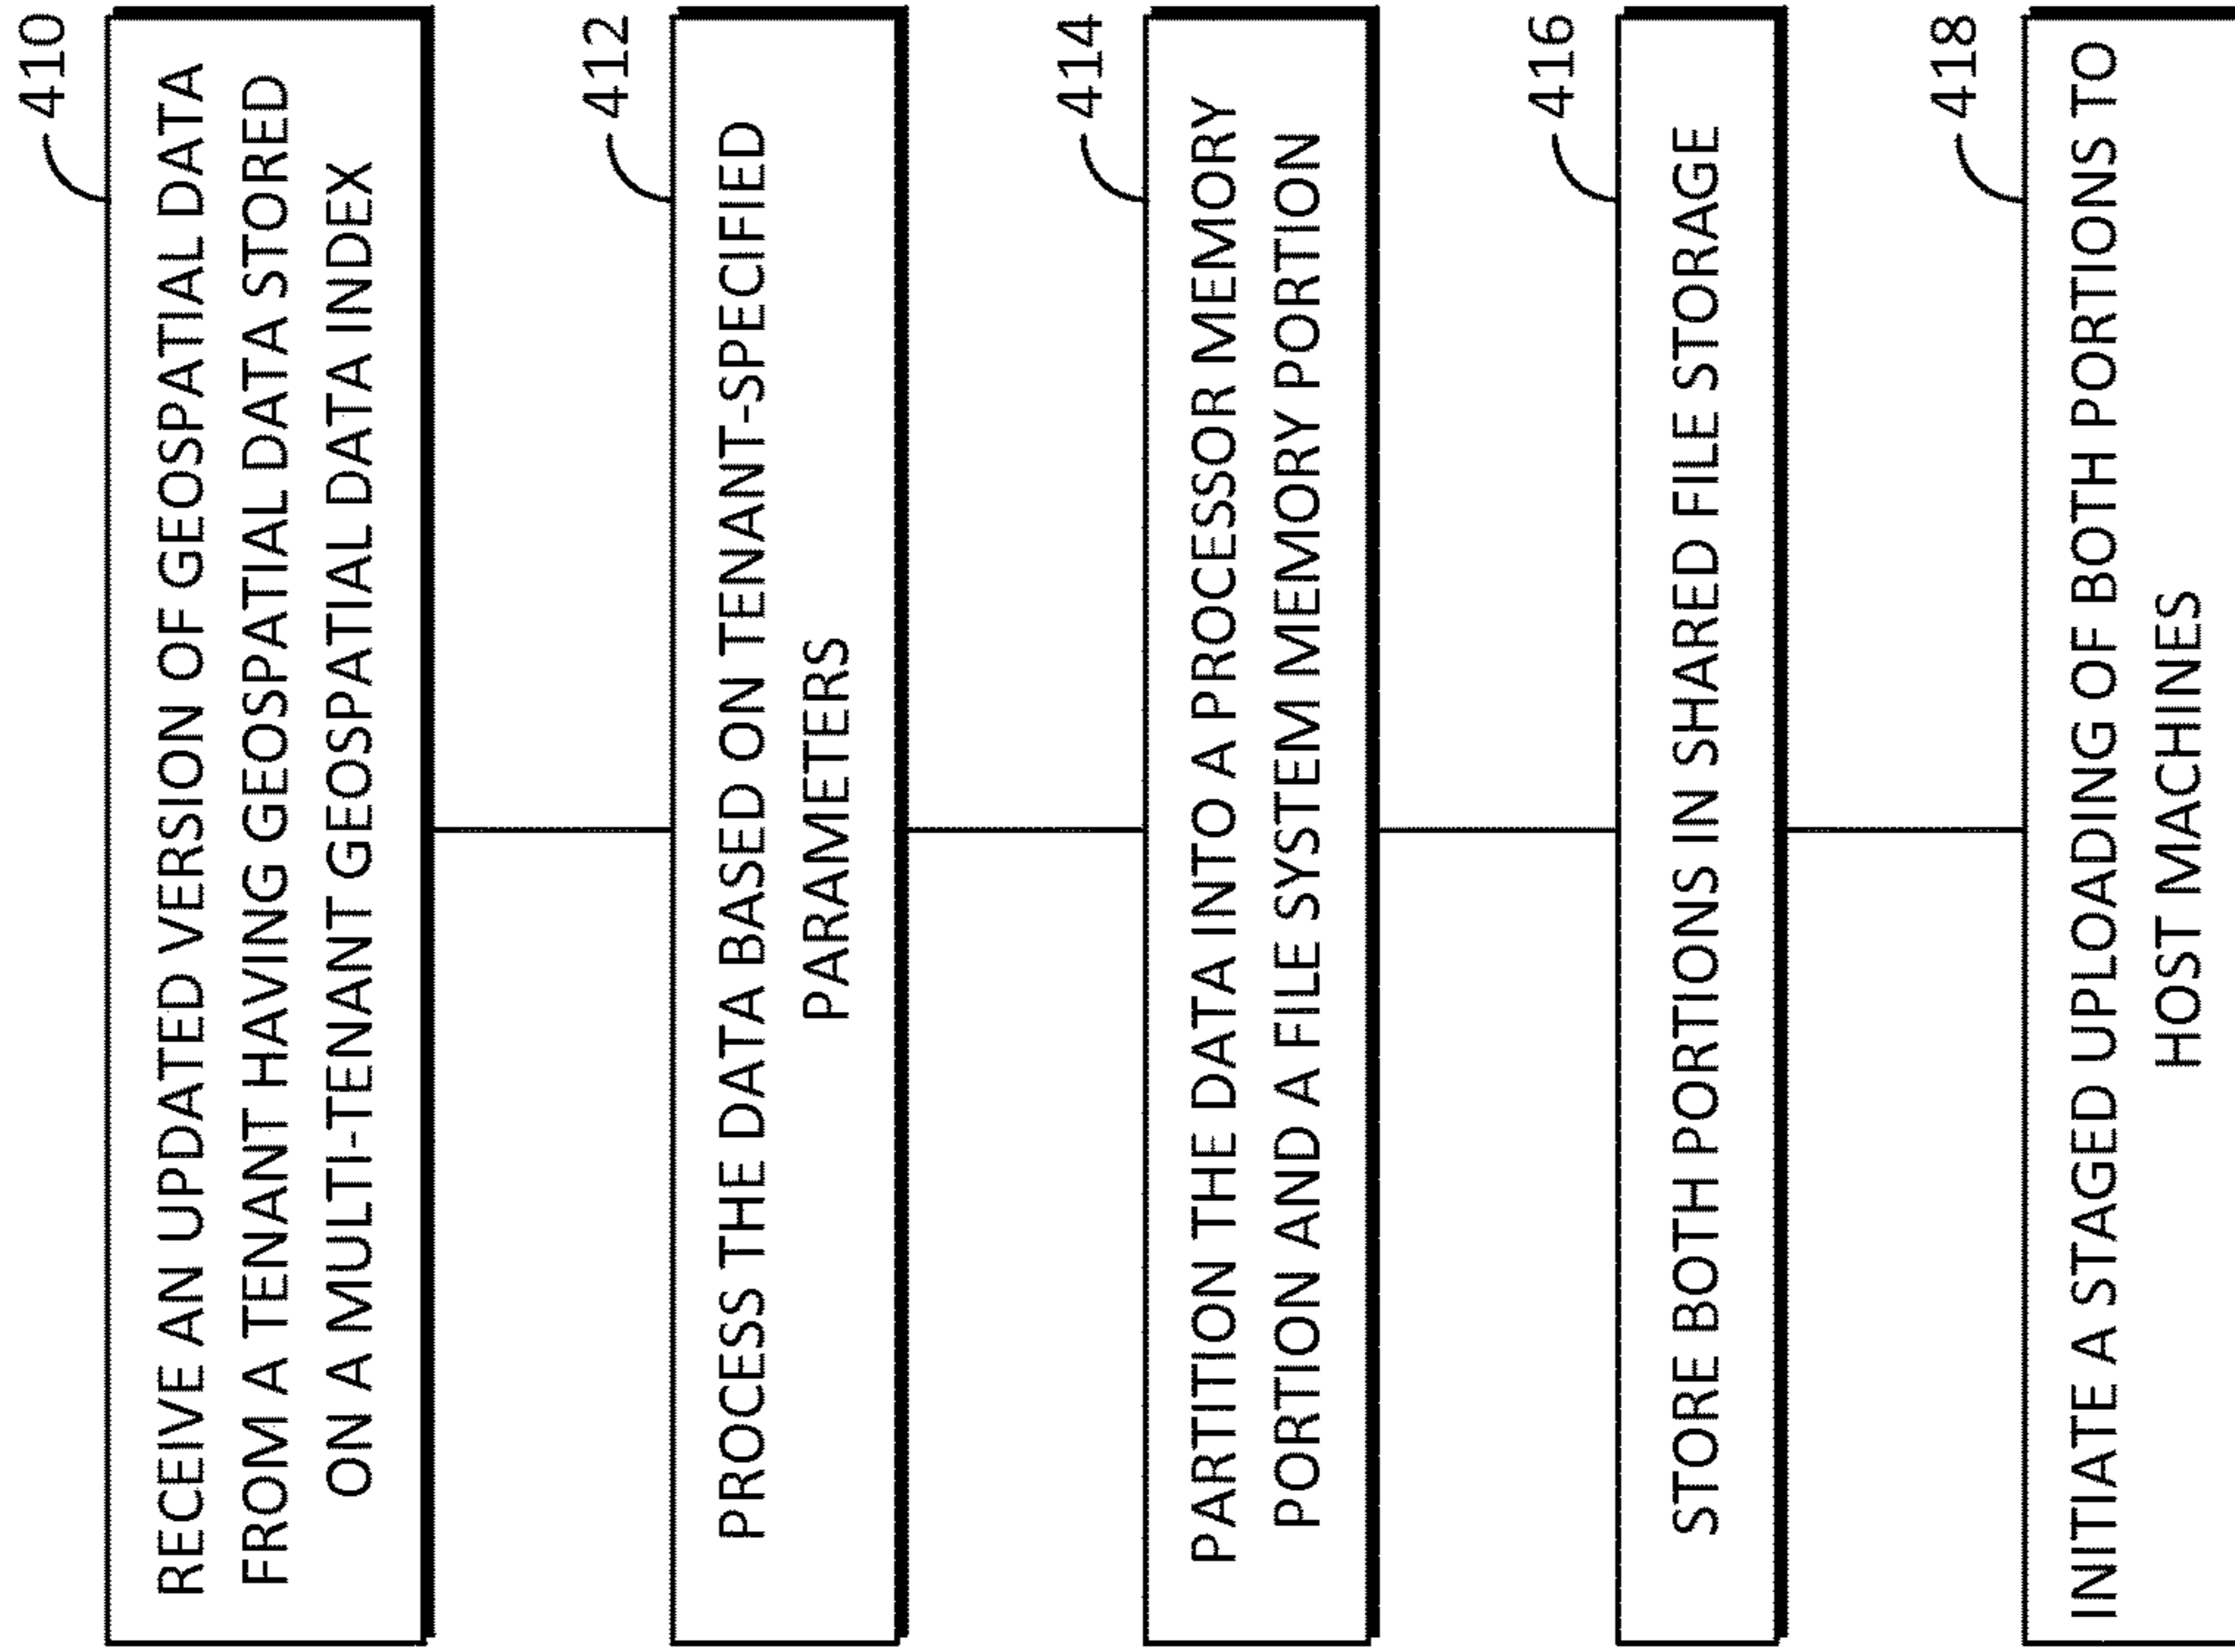 410
RECEIVE AN UPDATED VERSION OF GEOSPATIAL DATA
FROM A TENANT HAVING GEOSPATIAL DATA STORED
ON A MULTI-TENANT GEOSPATIAL DATA INDEX
412
PROCESS THE DATA BASED ON TENANT-SPECIFIED
PARAMETERS
414
PARTITION THE DATA INTO A PROCESSOR MEMORY
PORTION AND A FILE SYSTEM MEMORY PORTION
416
STORE BOTH PORTIONS IN SHARED FILE STORAGE
418
INITIATE A STAGED UPLOADING OF BOTH PORTIONS TO
HOST MACHINES